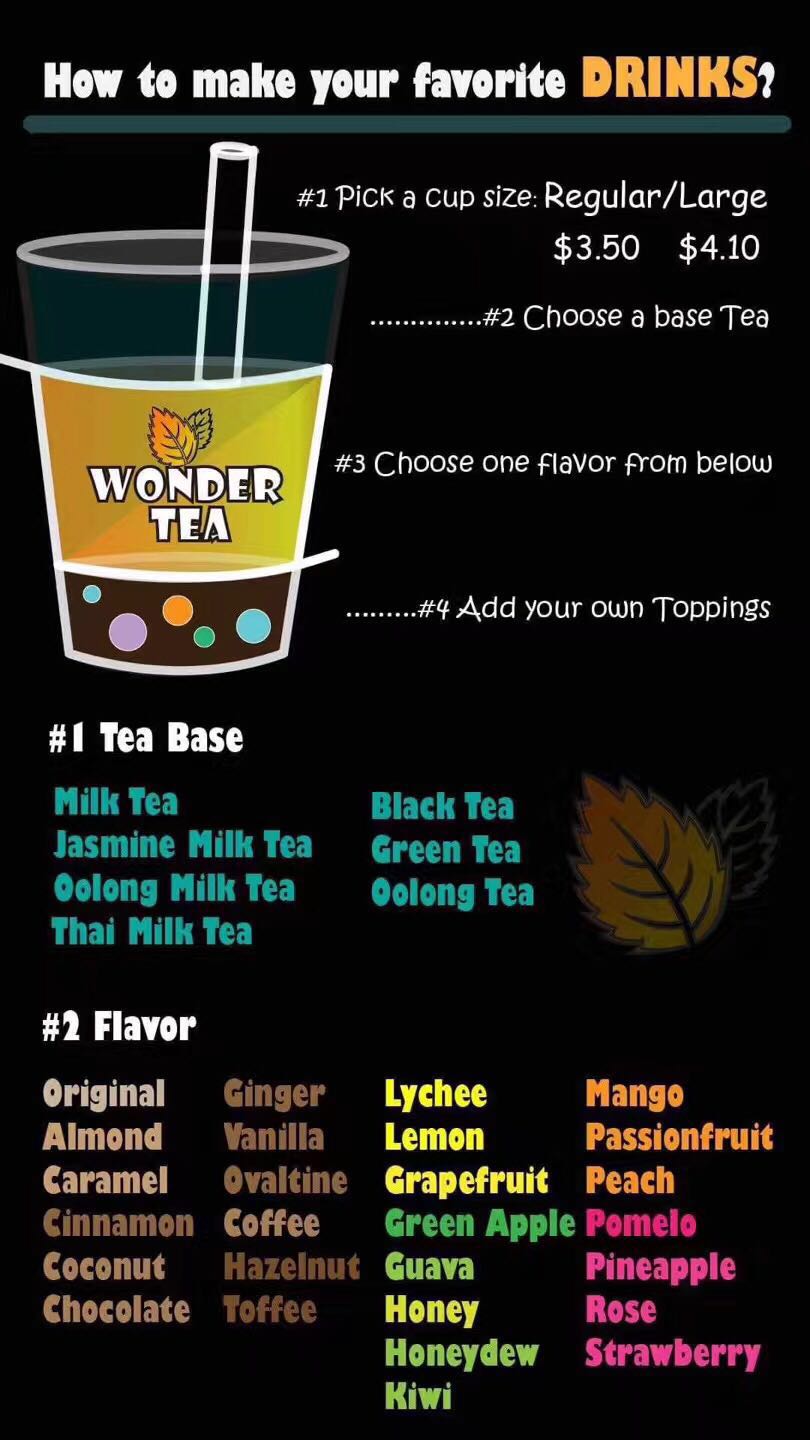 How to make your favorite DRINKS?
#1 Pick a cup size: Regular/Large
$3.50 $4.10
..............#2 Choose a base Tea
#3 Choose one flavor from below
.........#4 Add your own Toppings
WONDER
TEA
#1 Tea Base
Milk Tea
Jasmine Milk Tea
Oolong Milk Tea
Thai Milk Tea
Black Tea
Green Tea
Oolong Tea
#2 Flavor
Original
Almond
Caramel
Cinnamon
Coconut
Chocolate
Ginger
Vanilla
Ovaltine
Coffee
Hazelnut
Toffee
Lychee
Lemon
Grapefruit
Green Apple
Guava
Honey
Honeydew
Kiwi
Mango
Passionfruit
Peach
Pomelo
Pineapple
Rose
Strawberry